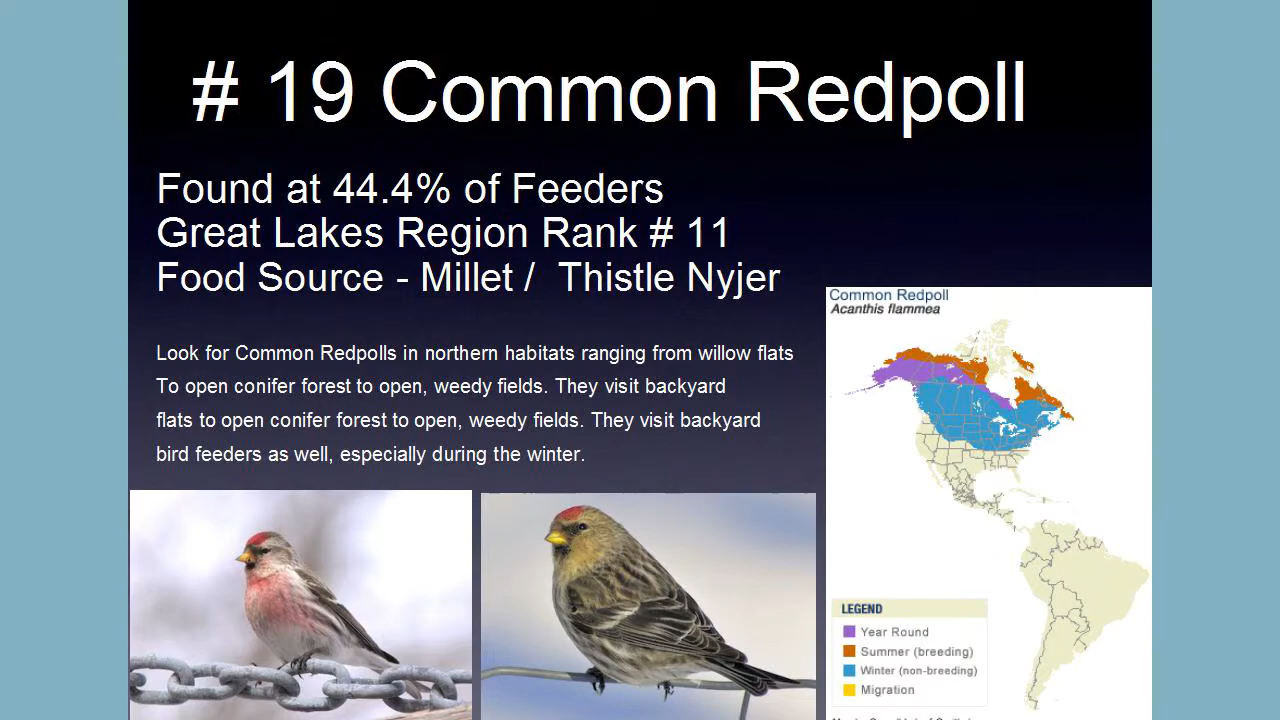 # 19 Common Redpoll
Found at 44.4% of Feeders
Great Lakes Region Rank # 11
Food Source - Millet / Thistle Nyjer
Look for Common Redpolls in northern habitats ranging from willow flats
To open conifer forest to open, weedy fields. They visit backyard
flats to open conifer forest to open, weedy fields. They visit backyard
bird feeders as well, especially during the winter.
Common Redpoll
Acanthis flammea
LEGEND
Year Round
Summer (breeding)
Winter (non-breeding)
Migration